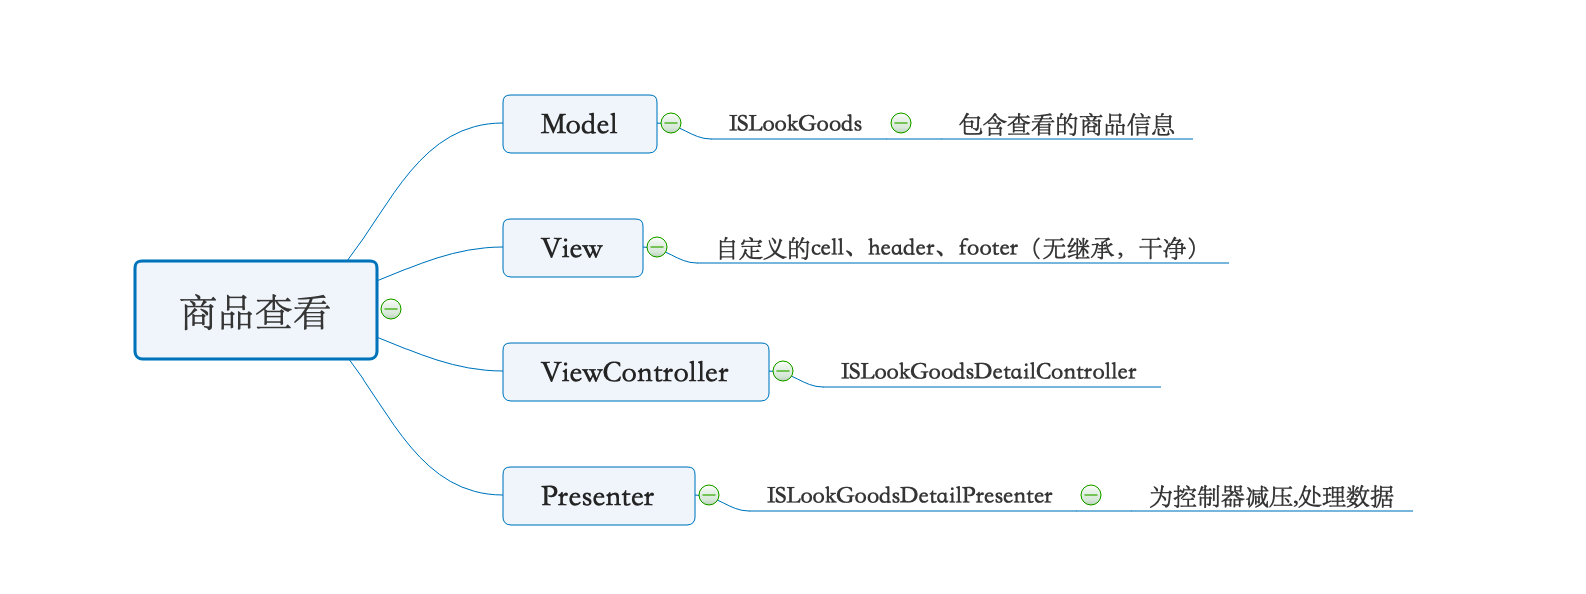 商品查看
Model
ISLookGoods
包含查看的商品信息
View
自定义的cell、header、footer（无继承，干净）
ViewController
ISLookGoodsDetailController
Presenter
ISLookGoodsDetailPresenter
为控制器减压,处理数据